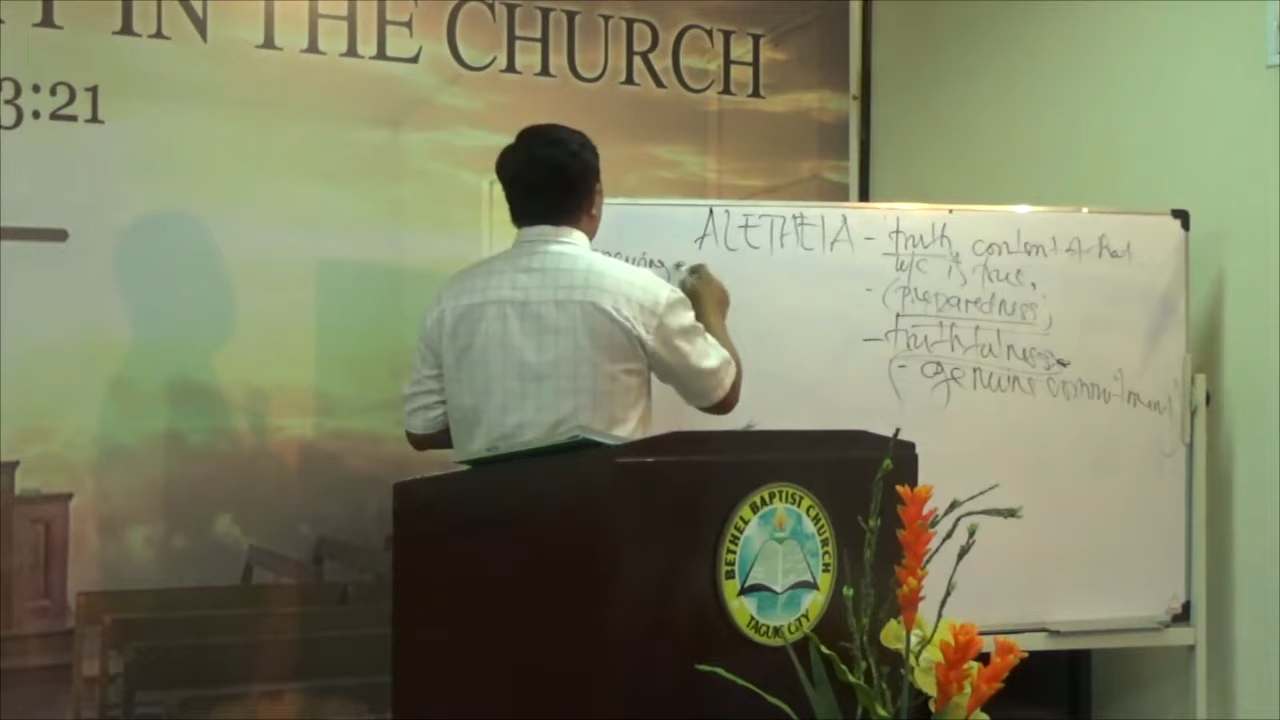 IN THE CHURCH
3:21
ALETHEIA - truth, content of that
w/c is true.
- (preparedness;
- truthfulness
(- genuine commitment
BETHEL BAPTIST CHURCH
TAGUIG CITY